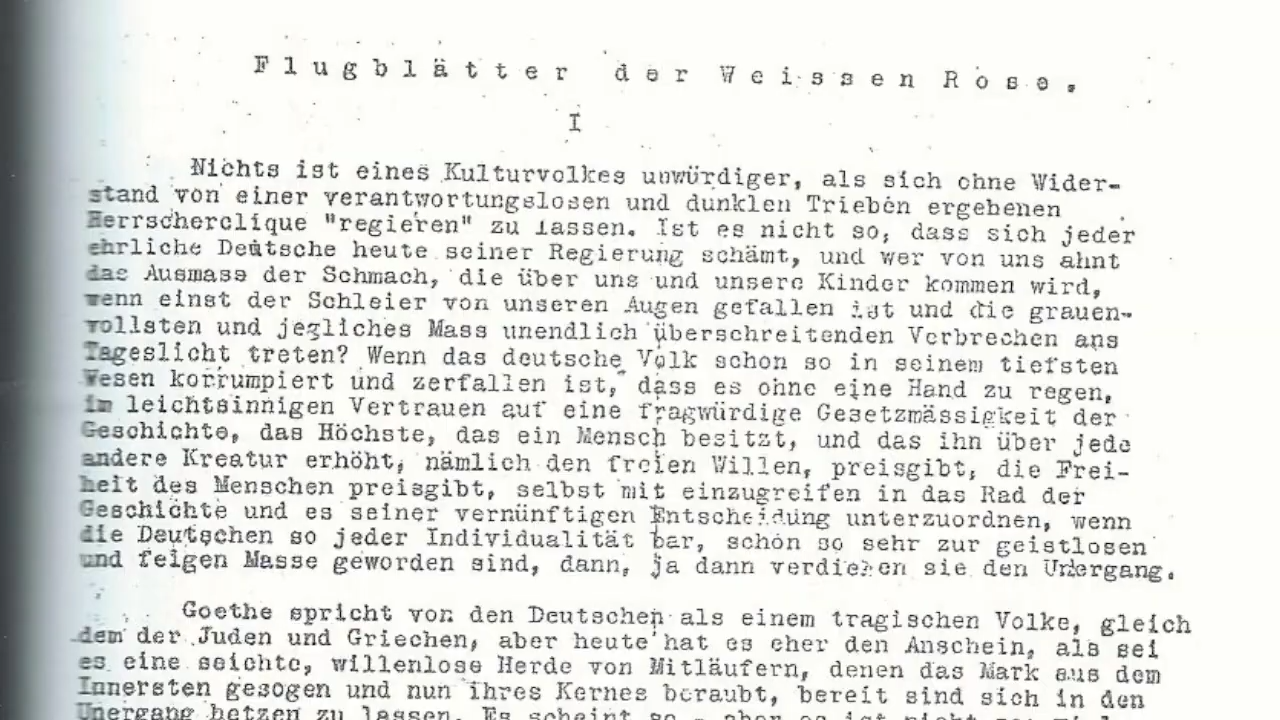 Flugblätter der Weissen Rose.
I
Nichts ist eines Kulturvolkes unwürdiger, als sich ohne Wider-
stand von einer verantwortungslosen und dunklen Trieben ergebenen
Herrscherclique "regieren" zu lassen. Ist es nicht so, dass sich jeder
ehrliche Deutsche heute seiner Regierung schämt, und wer von uns ahnt
das Ausmass der Schmach, die über uns und unsere Kinder kommen wird,
wenn einst der Schleier von unseren Augen gefallen ist und die grauen-
vollsten und jegliches Mass unendlich überschreitenden Verbrechen ans
Tageslicht treten? Wenn das deutsche Volk schon so in seinem tiefsten
Wesen korrumpiert und zerfallen ist, dass es ohne eine Hand zu regen,
im leichtsinnigen Vertrauen auf eine fragwürdige Gesetzmässigkeit der
Geschichte, das Höchste, das ein Mensch besitzt, und das ihn über jede
andere Kreatur erhöht, nämlich den freien Willen, preisgibt, die Frei-
heit des Menschen preisgibt, selbst mit einzugreifen in das Rad der
Geschichte und es seiner vernünftigen Entscheidung unterzuordnen, wenn
die Deutschen so jeder Individualität bar, schon so sehr zur geistlosen
und feigen Masse geworden sind, dann, ja dann verdienen sie den Untergang.
Goethe spricht von den Deutschen als einem tragischen Volke, gleich
dem der Juden und Griechen, aber heute hat es eher den Anschein, als sei
es eine seichte, willenlose Herde von Mitläufern, denen das Mark aus dem
Innersten gesogen und nun ihres Kernes beraubt, bereit sind sich in den
Unergang hetzen zu lassen. Es scheint so - aber es ist nicht so;